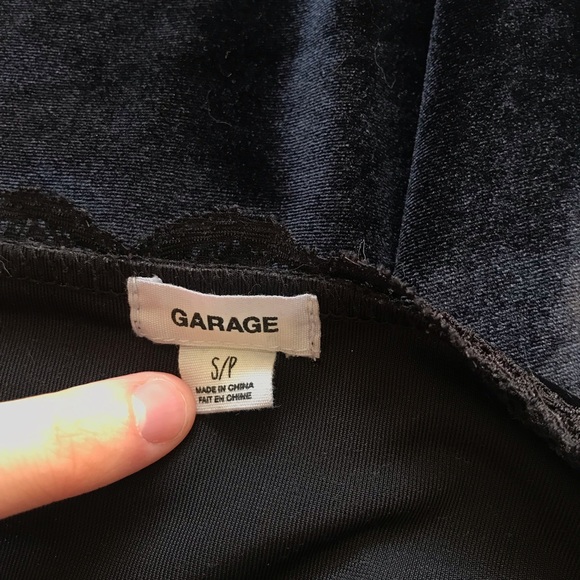 GARAGE
S/P
MADE IN CHINA
FAIT EN CHINE